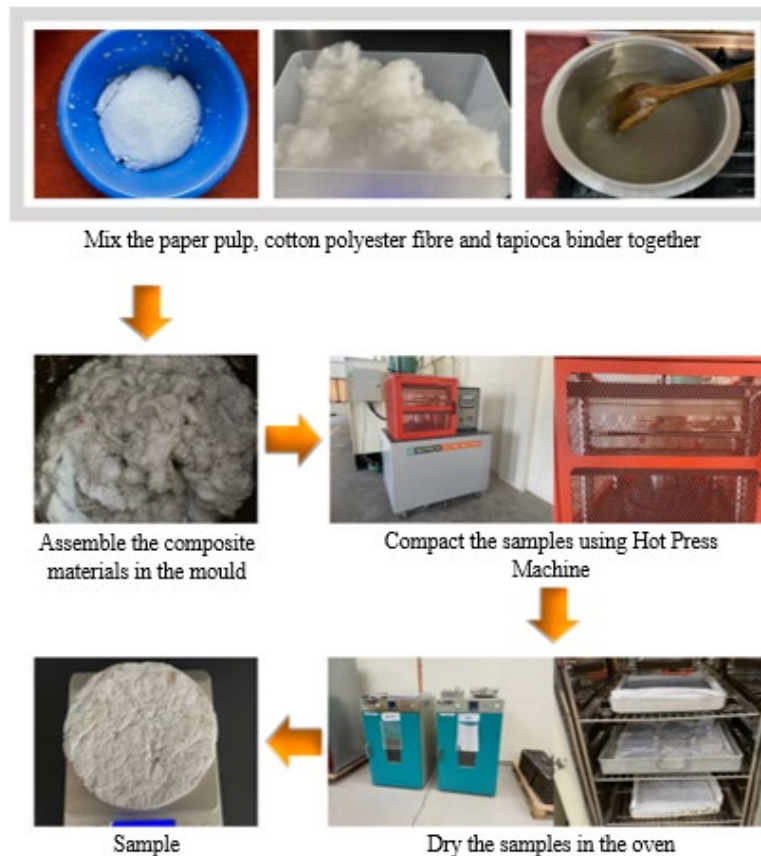 Mix the paper pulp, cotton polyester fibre and tapioca binder together
Assemble the composite
materials in the mould
Compact the samples using Hot Press
Machine
Sample
Dry the samples in the oven